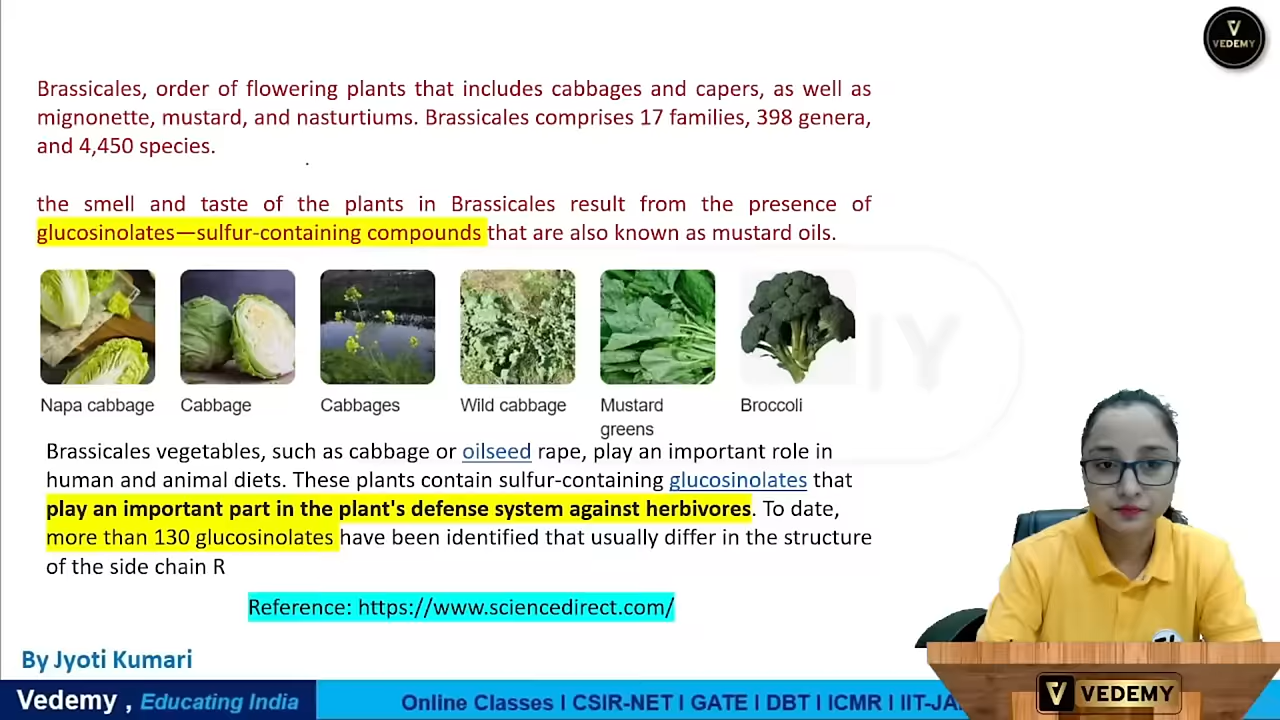 VEDEMY
Brassicales, order of flowering plants that includes cabbages and capers, as well as
mignonette, mustard, and nasturtiums. Brassicales comprises 17 families, 398 genera,
and 4,450 species.
the smell and taste of the plants in Brassicales result from the presence of
glucosinolates—sulfur-containing compounds that are also known as mustard oils.
Napa cabbage
Cabbage
Cabbages
Wild cabbage
Mustard
greens
Broccoli
Brassicales vegetables, such as cabbage or oilseed rape, play an important role in
human and animal diets. These plants contain sulfur-containing glucosinolates that
play an important part in the plant's defense system against herbivores. To date,
more than 130 glucosinolates have been identified that usually differ in the structure
of the side chain R
Reference: https://www.sciencedirect.com/
By Jyoti Kumari
Vedemy , Educating India
Online Classes I CSIR-NET I GATE I DBT I ICMR I IIT-JA
VEDEMY